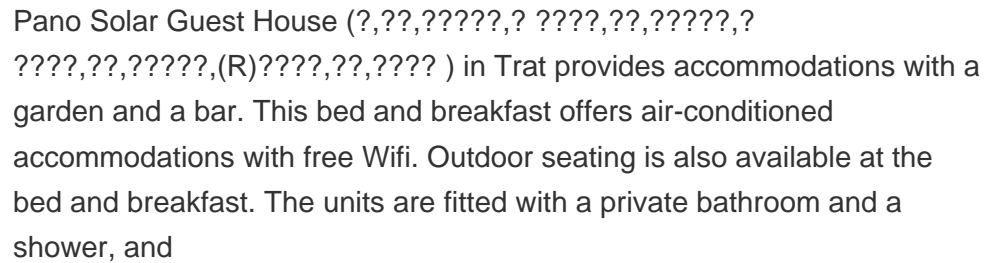 Pano Solar Guest House (?,??,?????,? ????,??,?????,?
????,??,?????,(R)????,??,???? ) in Trat provides accommodations with a
garden and a bar. This bed and breakfast offers air-conditioned
accommodations with free Wifi. Outdoor seating is also available at the
bed and breakfast. The units are fitted with a private bathroom and a
shower, and